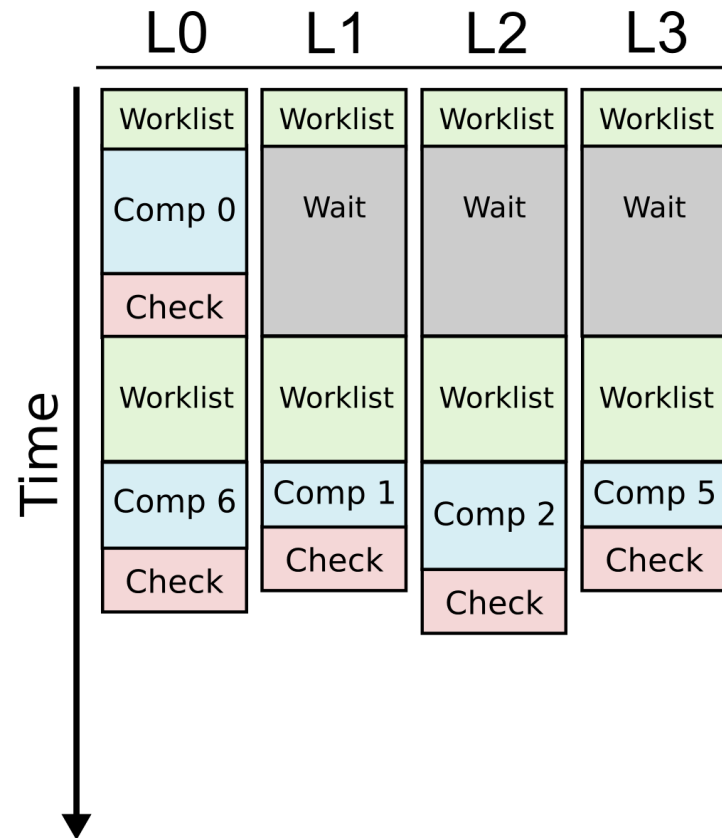 L0 L1 L2 L3
Worklist Worklist Worklist Worklist
Comp 0 Wait Wait Wait
Check
Worklist Worklist Worklist Worklist
Time
Comp 6 Comp 1 Comp 2 Comp 5
Check Check Check Check